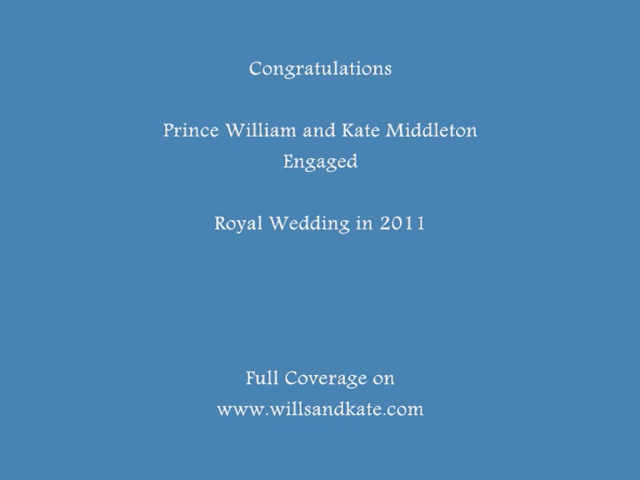 Congratulations
Prince William and Kate Middleton
Engaged
Royal Wedding in 2011
Full Coverage on
www.willsandkate.com